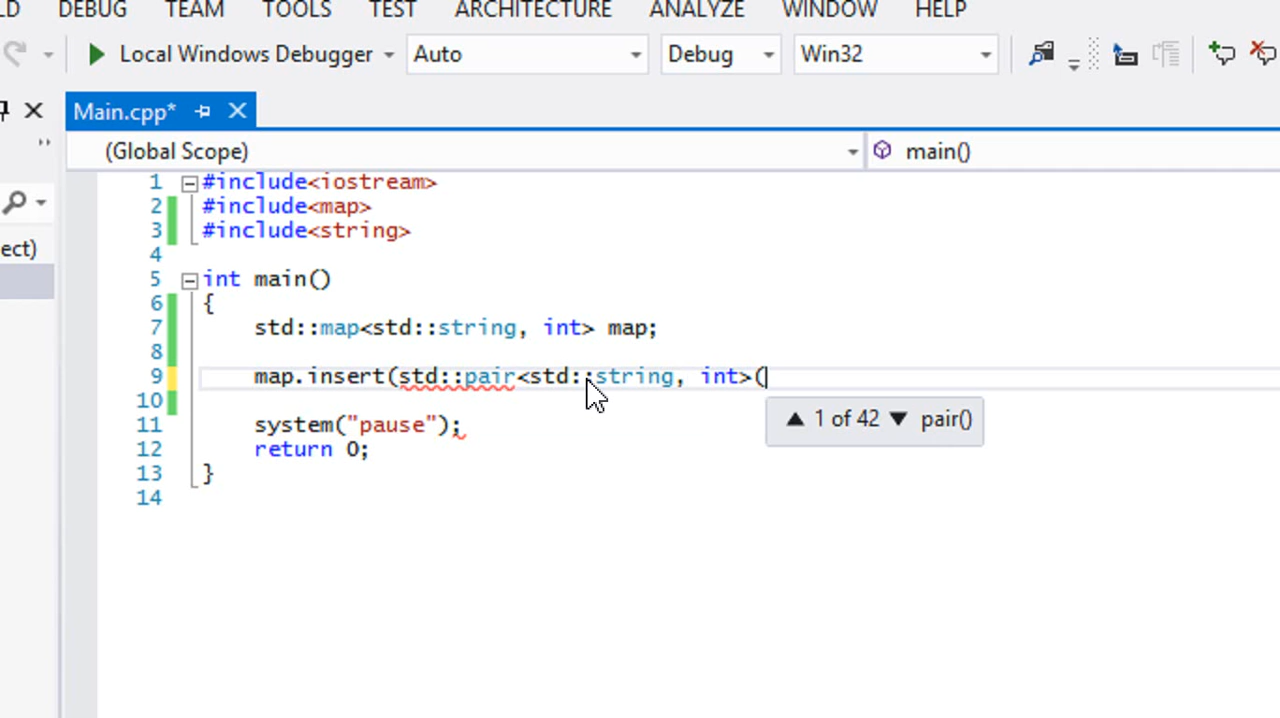 LD DEBUG TEAM TOOLS TEST ARCHITECTURE ANALYZE WINDOW HELP
Local Windows Debugger Auto Debug Win32
Main.cpp*
(Global Scope) main()
1 #include<iostream>
2 #include<map>
3 #include<string>
4
ect)
5 int main()
6 {
7 std::map<std::string, int> map;
8
9 map.insert(std::pair<std::string, int>(
10
1 of 42 pair()
11 system("pause");
12 return 0;
13 }
14